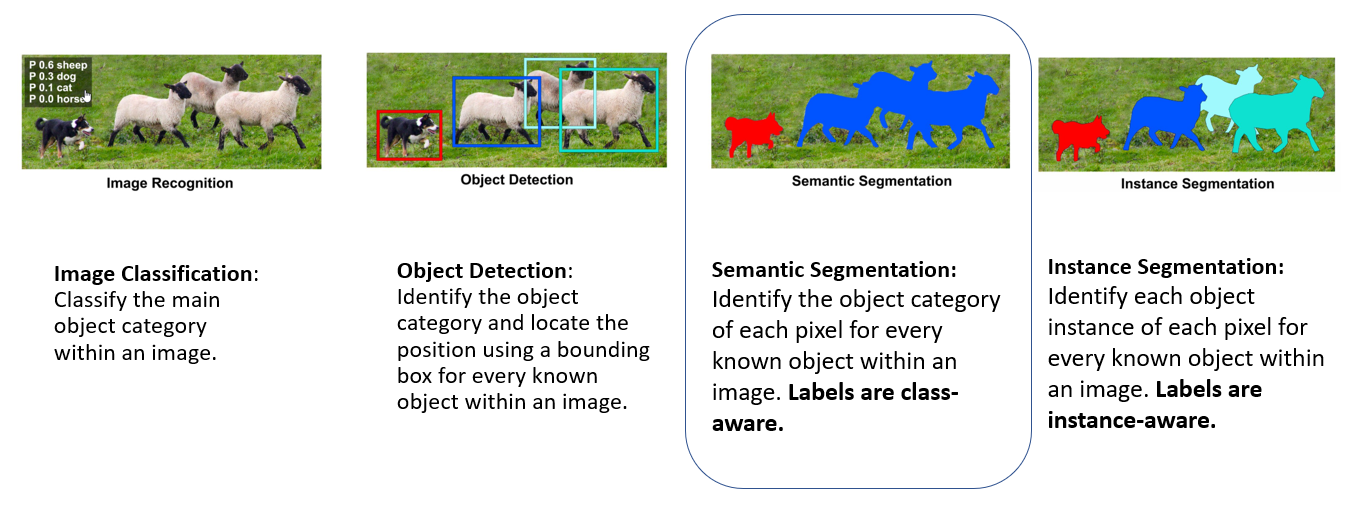 P 0.6 sheep
P 0.3 dog
P 0.1 cat
P 0.0 horse
Image Recognition
Object Detection
Semantic Segmentation
Instance Segmentation
Image Classification:
Classify the main
object category
within an image.
Object Detection:
Identify the object
category and locate the
position using a bounding
box for every known
object within an image.
Semantic Segmentation:
Identify the object category
of each pixel for every
known object within an
image. Labels are class-
aware.
Instance Segmentation:
Identify each object
instance of each pixel for
every known object within
an image. Labels are
instance-aware.